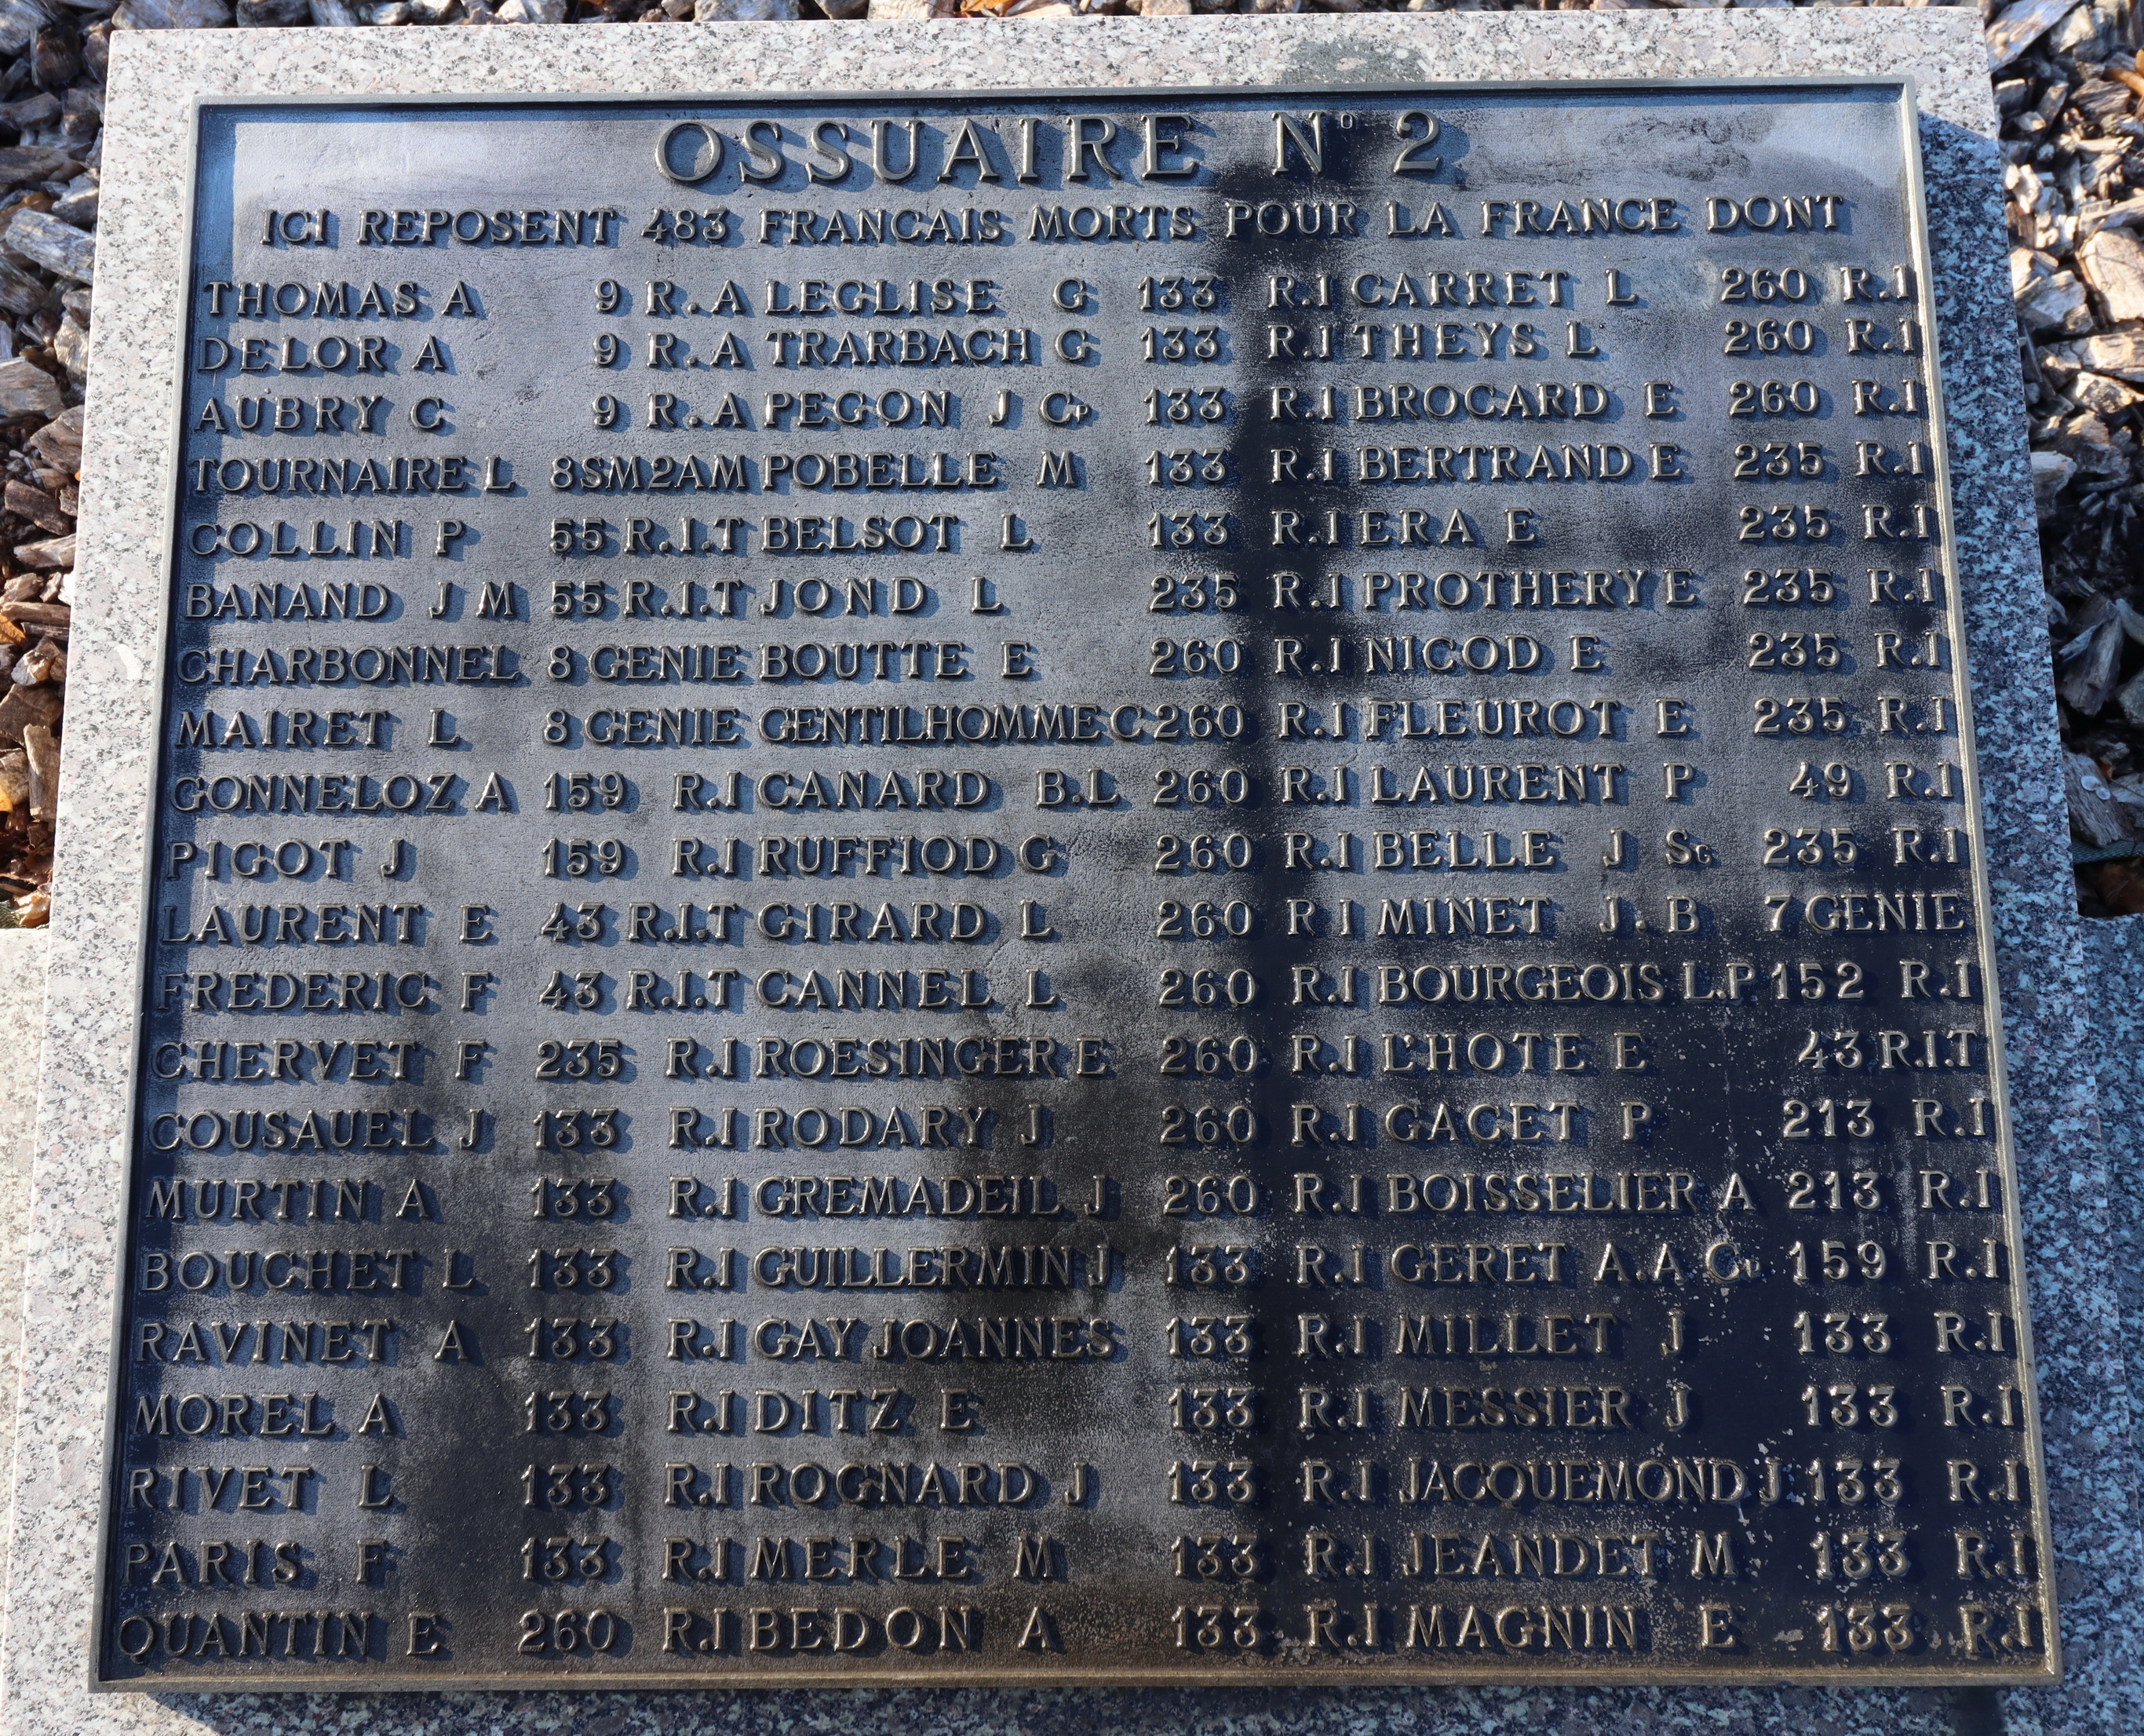 OSSUAIRE Nº 2
ICI REPOSENT 483 FRANCAIS MORTS POUR LA FRANCE DONT
THOMAS A 9 R.A LEGLISE G 133 R.I CARRET L 260 R.I
DELOR A 9 R.A TRARBACH G 133 R.I THEYS L 260 R.I
AUBRY C 9 R.A PEGON J Cp 133 R.I BROCARD E 260 R.I
TOURNAIRE L 8SM2AM POBELLE M 133 R.I BERTRAND E 235 R.I
COLLIN P 55 R.I.T BELSOT L 133 R.I ERA E 235 R.I
BANAND J M 55 R.I.T JOND L 235 R.I PROTHERY E 235 R.I
CHARBONNEL 8 GENIE BOUTTE E 260 R.I NICOD E 235 R.I
MAIRET L 8 GENIE GENTILHOMME C 260 R.I FLEUROT E 235 R.I
GONNELOZ A 159 R.I CANARD B.L 260 R.I LAURENT P 49 R.I
PIGOT J 159 R.I RUFFIOD G 260 R.I BELLE J SG 235 R.I
LAURENT E 43 R.I.T GIRARD L 260 R I MINET J.B 7 GENIE
FREDERIC F 43 R.I.T CANNEL L 260 R.I BOURGEOIS L.P 152 R.I
CHERVET F 235 R.I ROESINGER E 260 R.I L'HOTE E 43 R.I.T
COUSAUEL J 133 R.I RODARY J 260 R.I GACET P 213 R.I
MURTIN A 133 R.I GREMADEIL J 260 R.I BOISSELIER A 213 R.I
BOUCHET L 133 R.I GUILLERMIN J 133 R.I GERET A.A Cp 159 R.I
RAVINET A 133 R.I GAY JOANNES 133 R.I MILLET J 133 R.I
MOREL A 133 R.I DITZ E 133 R.I MESSIER J 133 R.I
RIVET L 133 R.I ROGNARD J 133 R.I JACQUEMOND J 133 R.I
PARIS F 133 R.I MERLE M 133 R.I JEANDET M 133 R.I
QUANTIN E 260 R.I BEDON A 133 R.I MAGNIN E 133 R.I